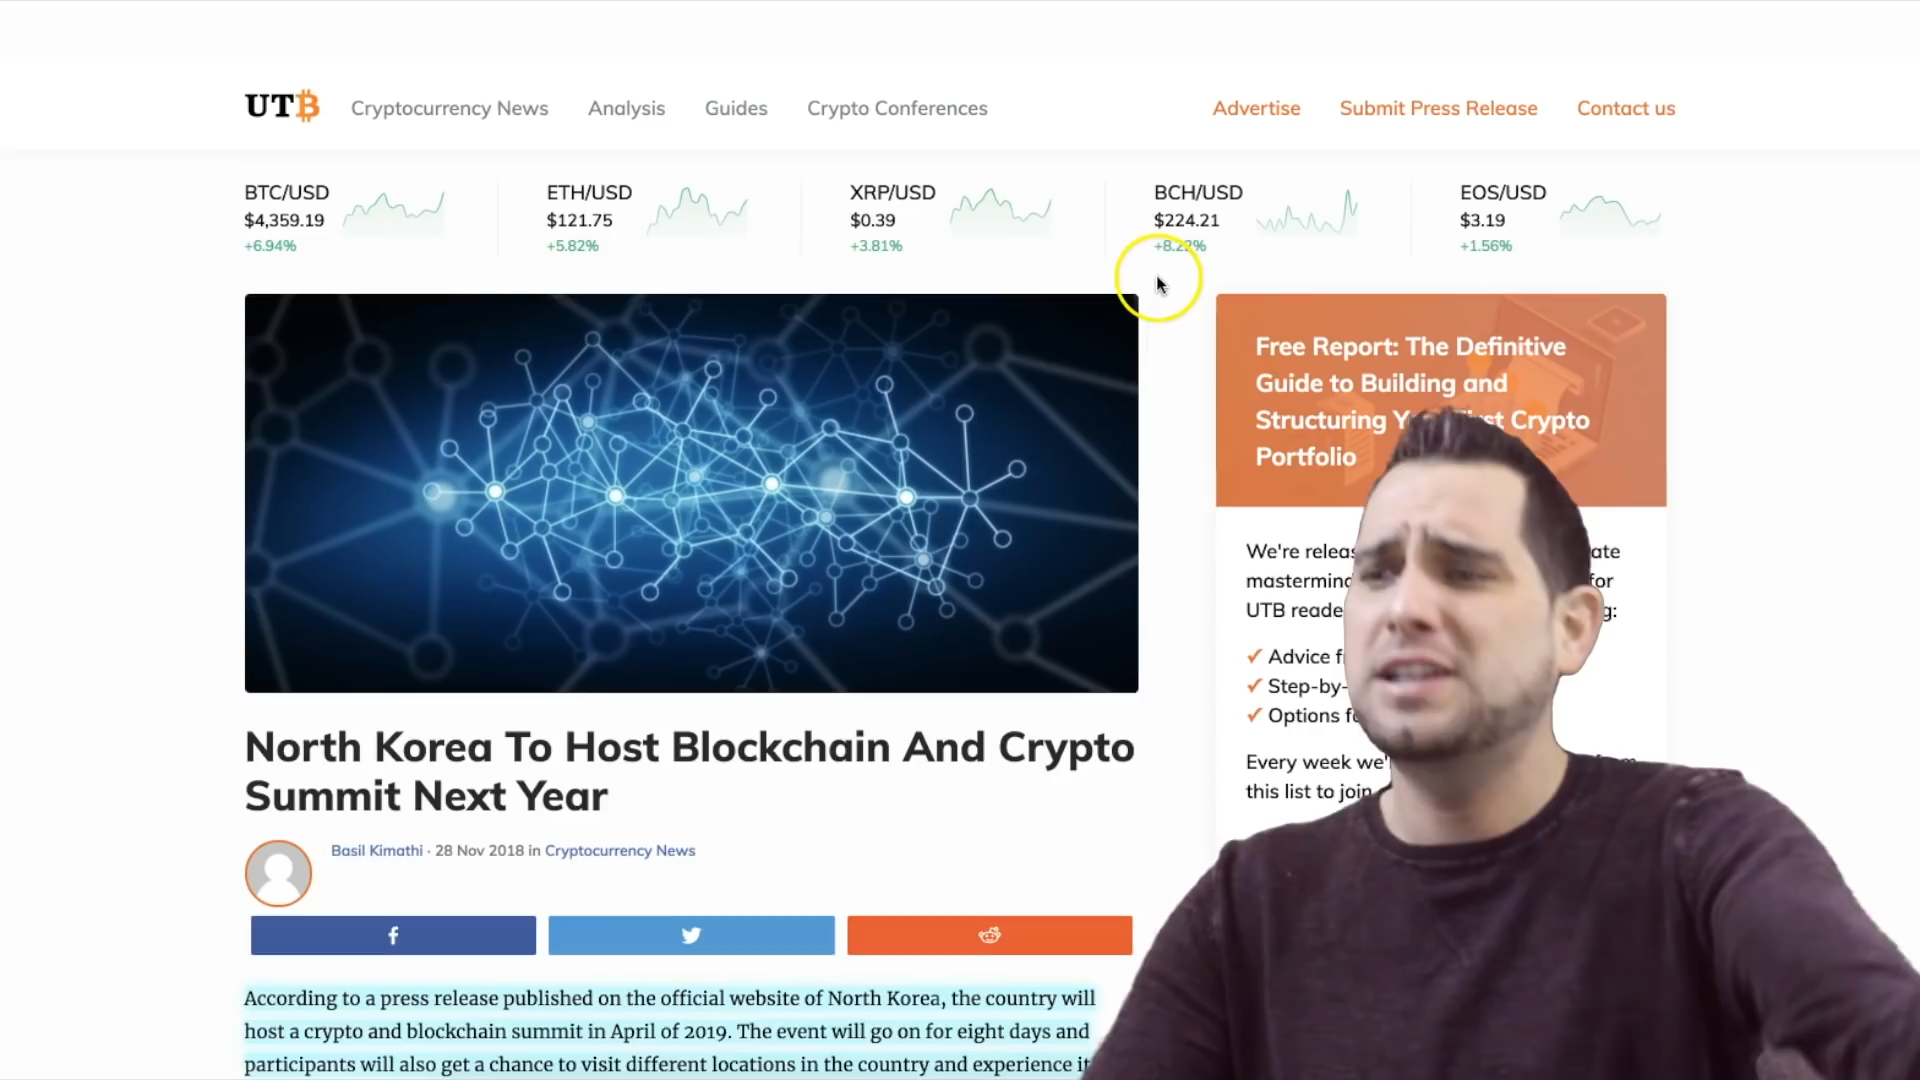 UTB Cryptocurrency News Analysis Guides Crypto Conferences Advertise Submit Press Release Contact us
BTC/USD
$4,359.19
+6.94%
ETH/USD
$121.75
+5.82%
XRP/USD
$0.39
+3.81%
BCH/USD
$224.21
+8.22%
EOS/USD
$3.19
+1.56%
North Korea To Host Blockchain And Crypto
Summit Next Year
Basil Kimathi · 28 Nov 2018 in Cryptocurrency News
f
According to a press release published on the official website of North Korea, the country will
host a crypto and blockchain summit in April of 2019. The event will go on for eight days and
participants will also get a chance to visit different locations in the country and experience
Free Report: The Definitive
Guide to Building and
Structuring Crypto
Portfolio
We're
UTB
✓ Advice
✓ Step-by-
✓ Options
Every week
this list to join